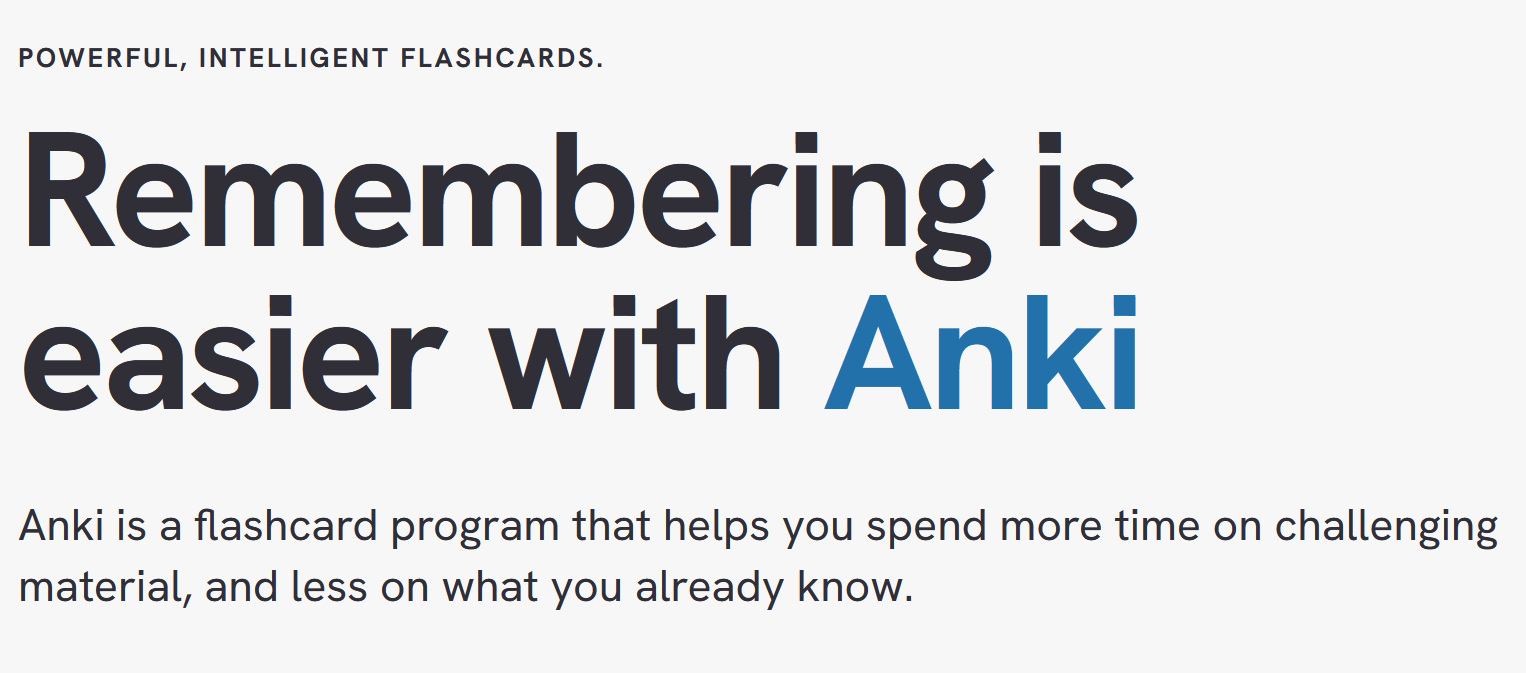 POWERFUL, INTELLIGENT FLASHCARDS.
Remembering is
easier with Anki
Anki is a flashcard program that helps you spend more time on challenging
material, and less on what you already know.